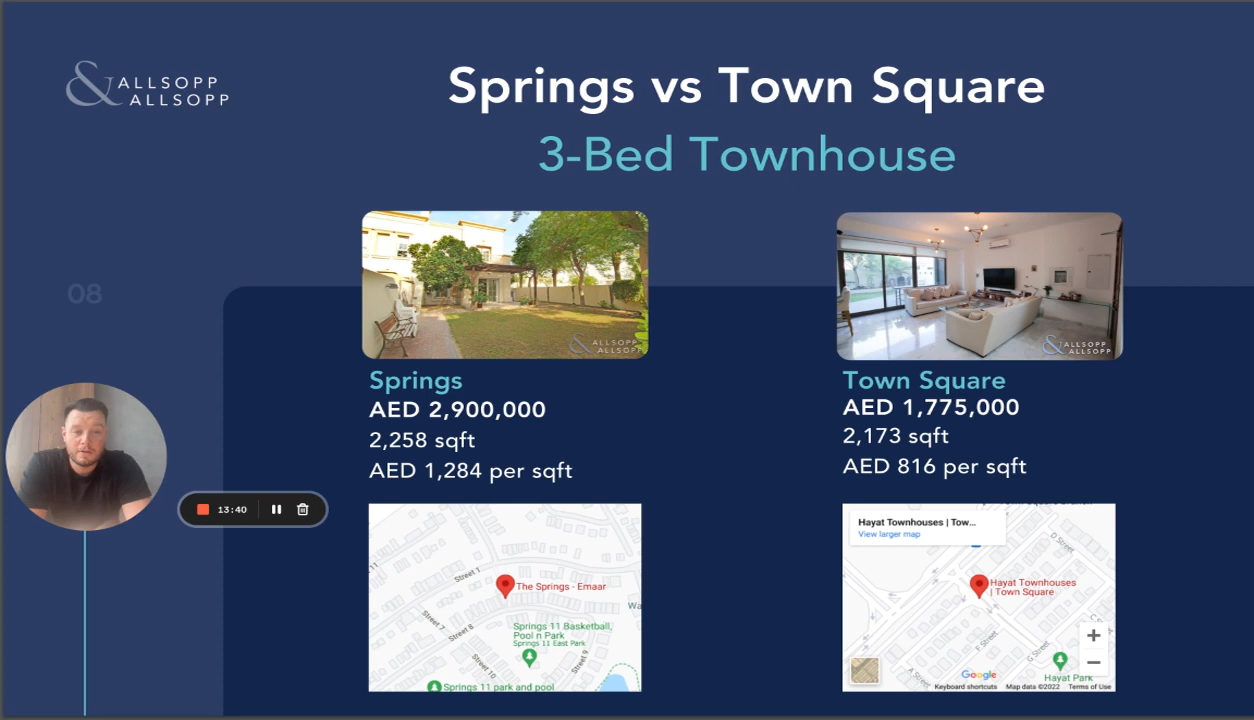 & ALLSOPP
ALLSOPP
Springs vs Town Square
3-Bed Townhouse
08
& ALLSOPP
ALLSOPP
& ALLSOPP
ALLSOPP
Springs
AED 2,900,000
2,258 sqft
AED 1,284 per sqft
Town Square
AED 1,775,000
2,173 sqft
AED 816 per sqft
13:40
11
Street 1
The Springs - Emaar
Wa
Street 7
Street 8
Springs 11 Basketball,
Pool n Park
Springs 11 East Park
Street 9
Street 10
Springs 11 park and pool
Hayat Townhouses | Tow...
View larger map
D Street
Hayat Townhouses
| Town Square
C S
F Street
G Street
A Street
+
−
Hayat Park
Google
Keyboard shortcuts Map data ©2022 Terms of Use